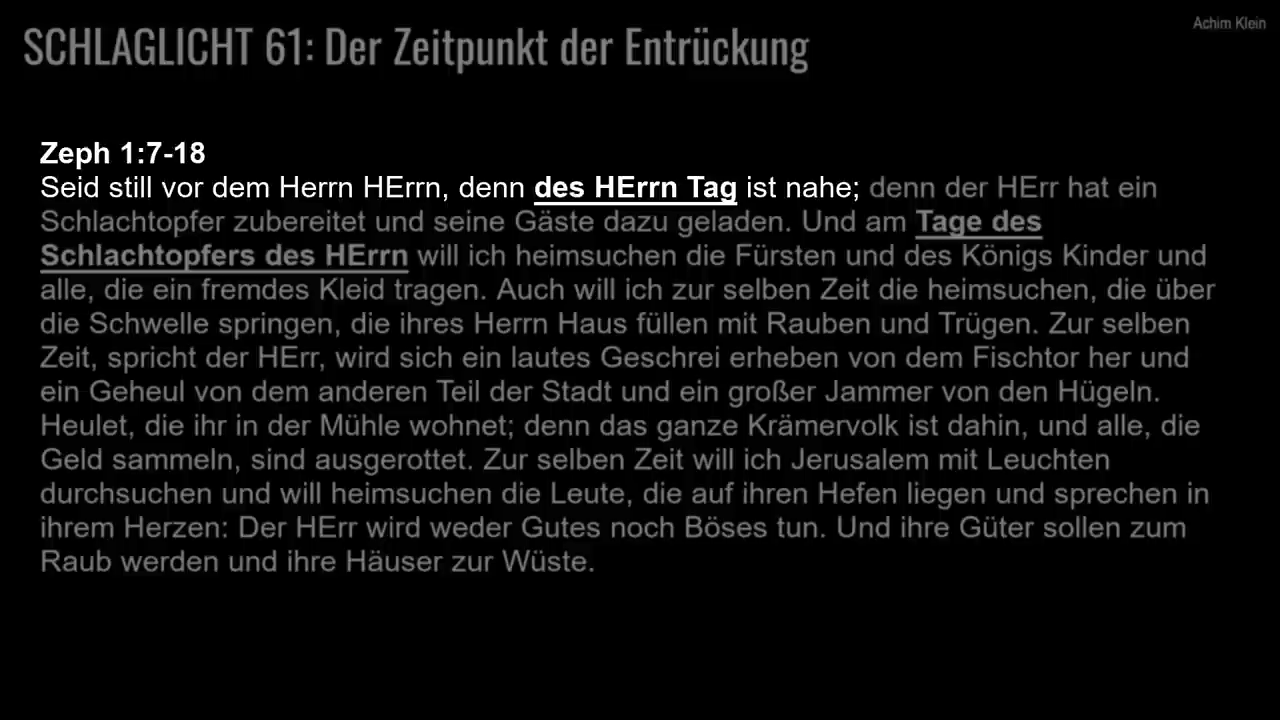 Achim Klein
SCHLAGLICHT 61: Der Zeitpunkt der Entrückung
Zeph 1:7-18
Seid still vor dem Herrn HErrn, denn des HErrn Tag ist nahe; denn der HErr hat ein
Schlachtopfer zubereitet und seine Gäste dazu geladen. Und am Tage des
Schlachtopfers des HErrn will ich heimsuchen die Fürsten und des Königs Kinder und
alle, die ein fremdes Kleid tragen. Auch will ich zur selben Zeit die heimsuchen, die über
die Schwelle springen, die ihres Herrn Haus füllen mit Rauben und Trügen. Zur selben
Zeit, spricht der HErr, wird sich ein lautes Geschrei erheben von dem Fischtor her und
ein Geheul von dem anderen Teil der Stadt und ein großer Jammer von den Hügeln.
Heulet, die ihr in der Mühle wohnet; denn das ganze Krämervolk ist dahin, und alle, die
Geld sammeln, sind ausgerottet. Zur selben Zeit will ich Jerusalem mit Leuchten
durchsuchen und will heimsuchen die Leute, die auf ihren Hefen liegen und sprechen in
ihrem Herzen: Der HErr wird weder Gutes noch Böses tun. Und ihre Güter sollen zum
Raub werden und ihre Häuser zur Wüste.